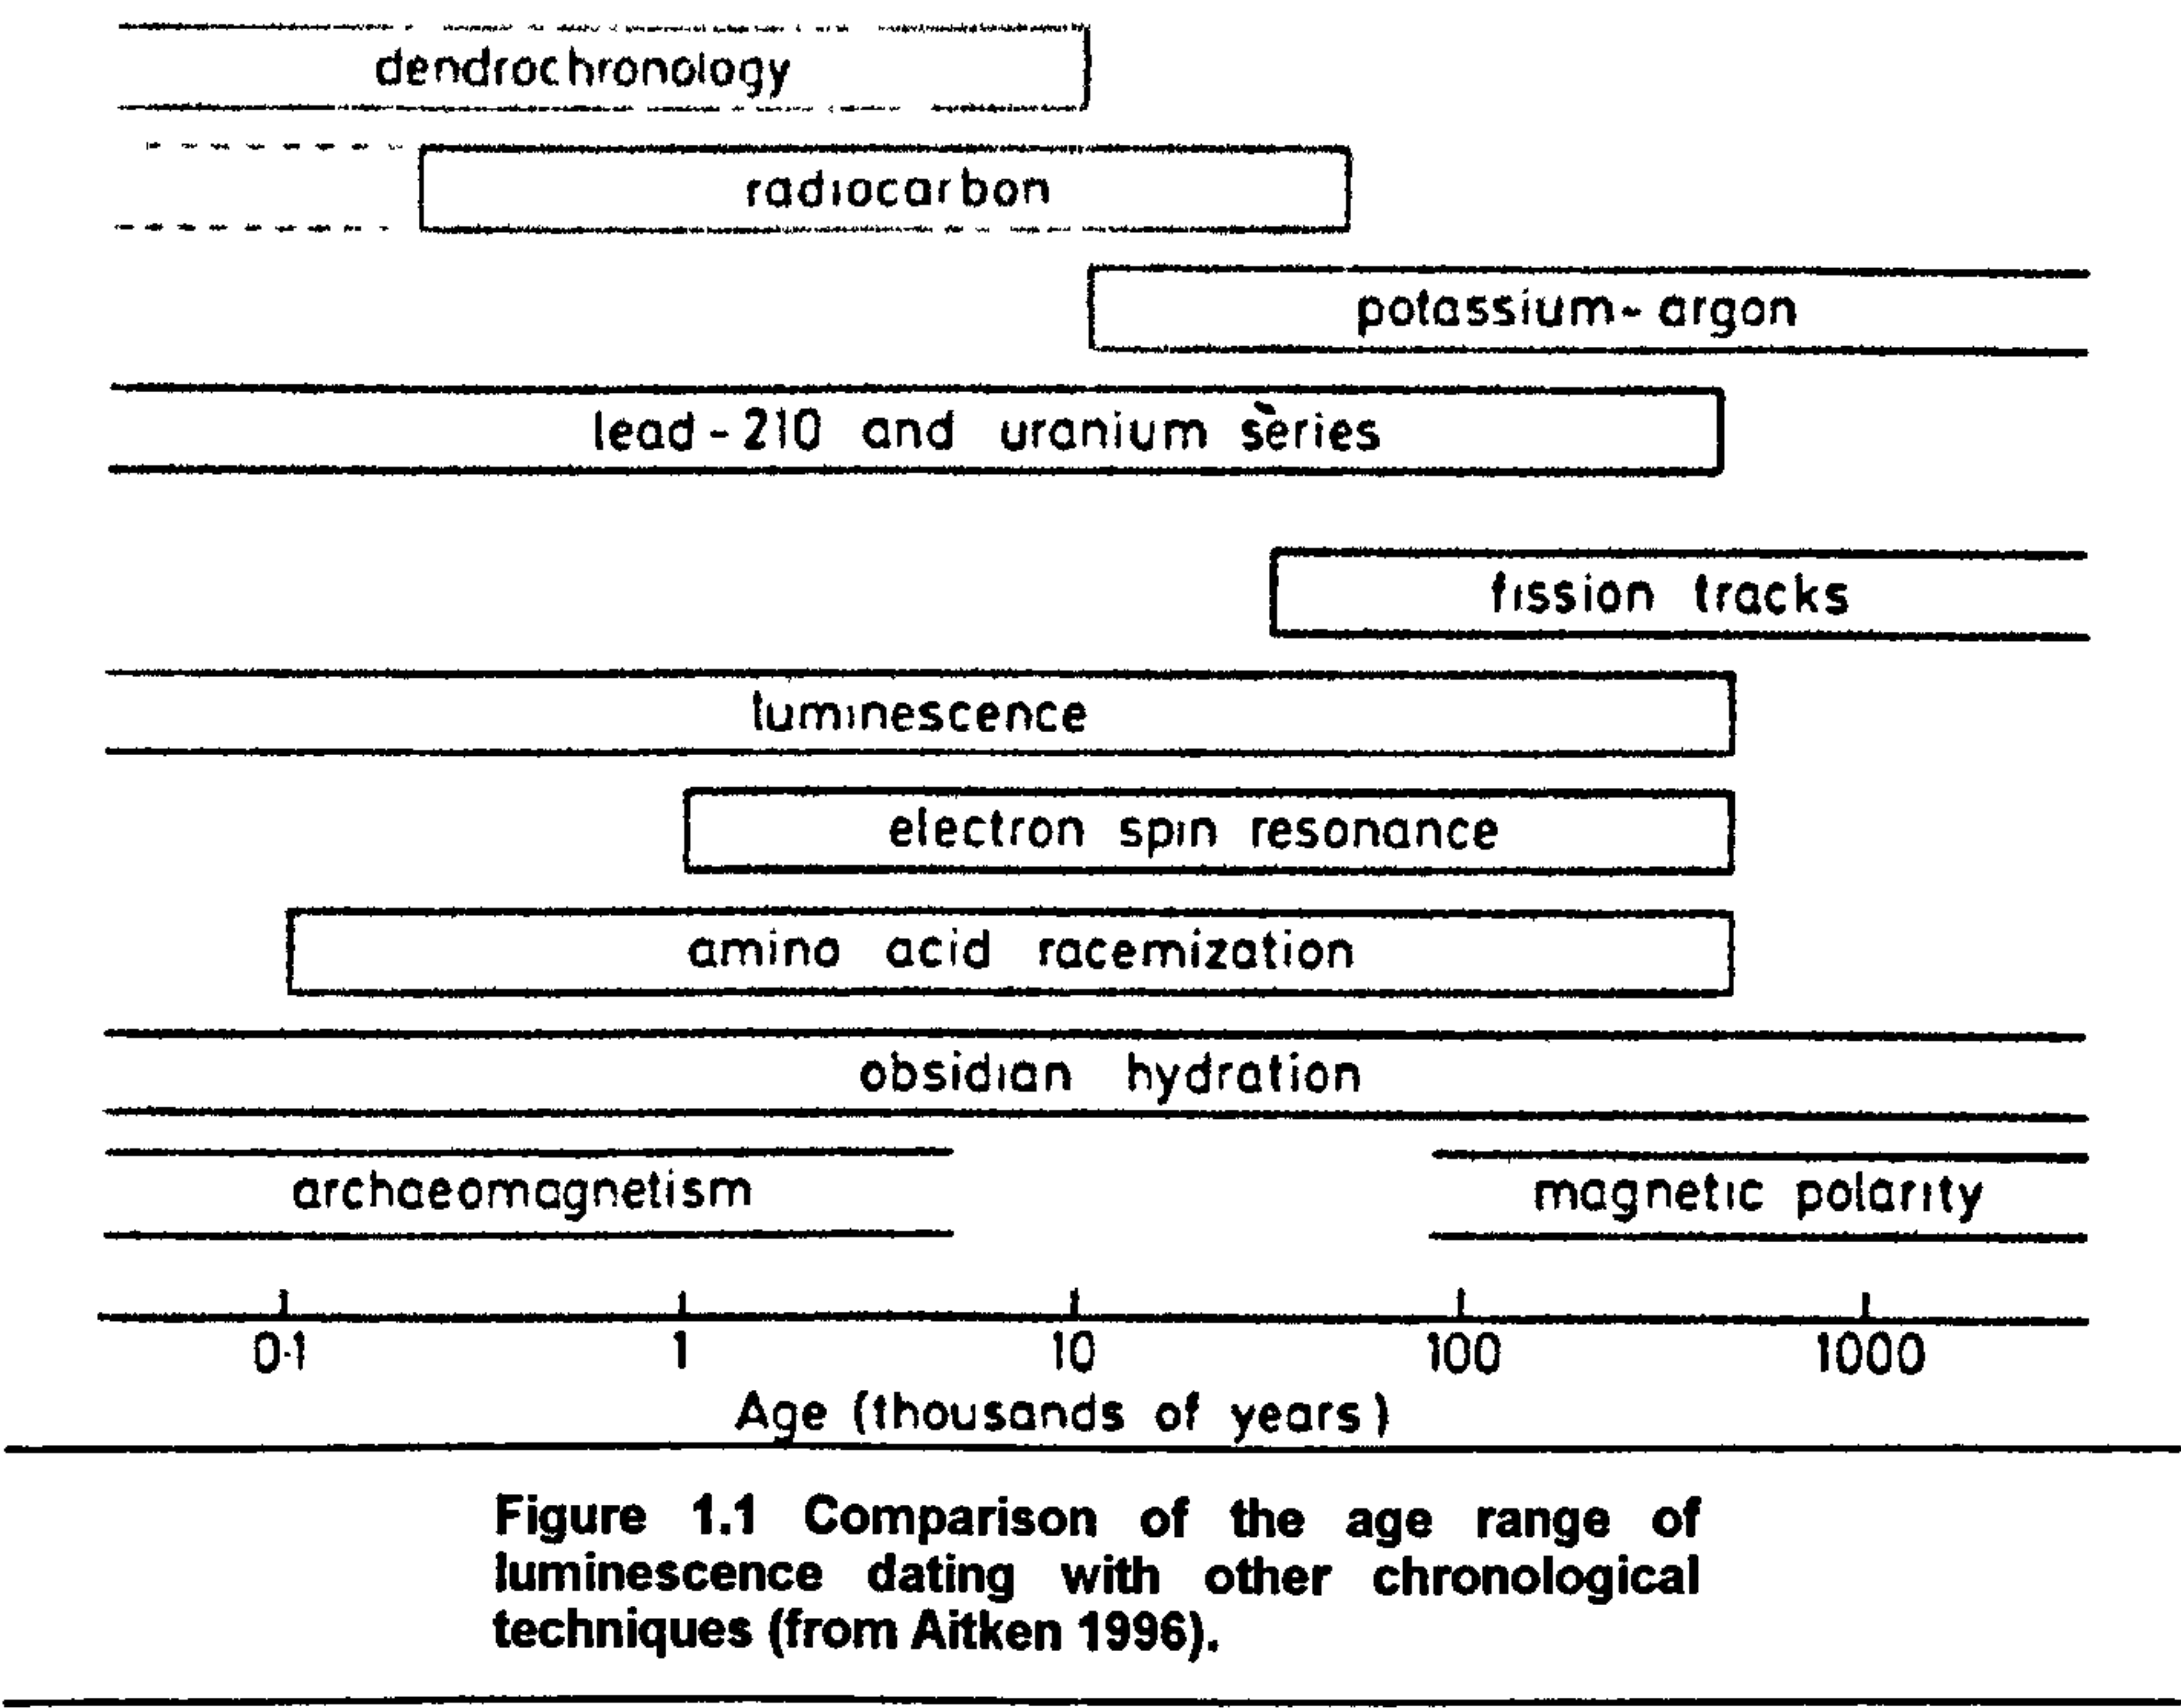 dendrochronology
radiocarbon
potassium-argon
lead-210 and uranium series
fission tracks
luminescence
electron spin resonance
amino acid racemization
obsidian hydration
archaeomagnetism magnetic polarity
0·1 1 10 100 1000
Age (thousands of years)
Figure 1.1 Comparison of the age range of
luminescence dating with other chronological
techniques (from Aitken 1996).